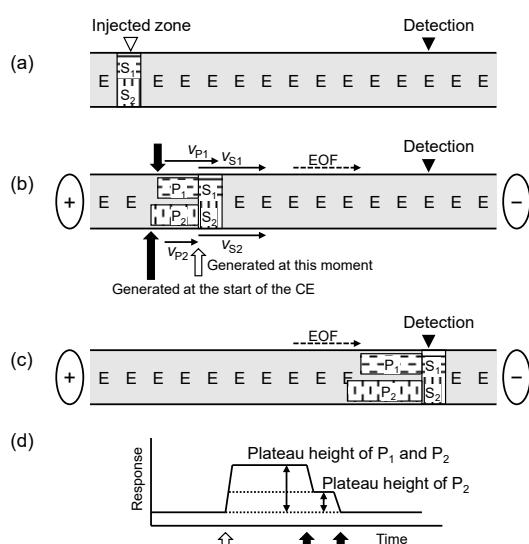 Injected zone
Detection
(a)
E S1 E E E E E E E E E E E E E
S2
(b)
vP1 vS1 EOF Detection
+ E E P1 S1 E E E E E E E E E E −
P2 S2
vP2 vS2
Generated at this moment
Generated at the start of the CE
EOF Detection
(c)
+ E E E E E E E E E E P1 S1 E E −
P2 S2
(d)
Plateau height of P1 and P2
Plateau height of P2
Response
Time